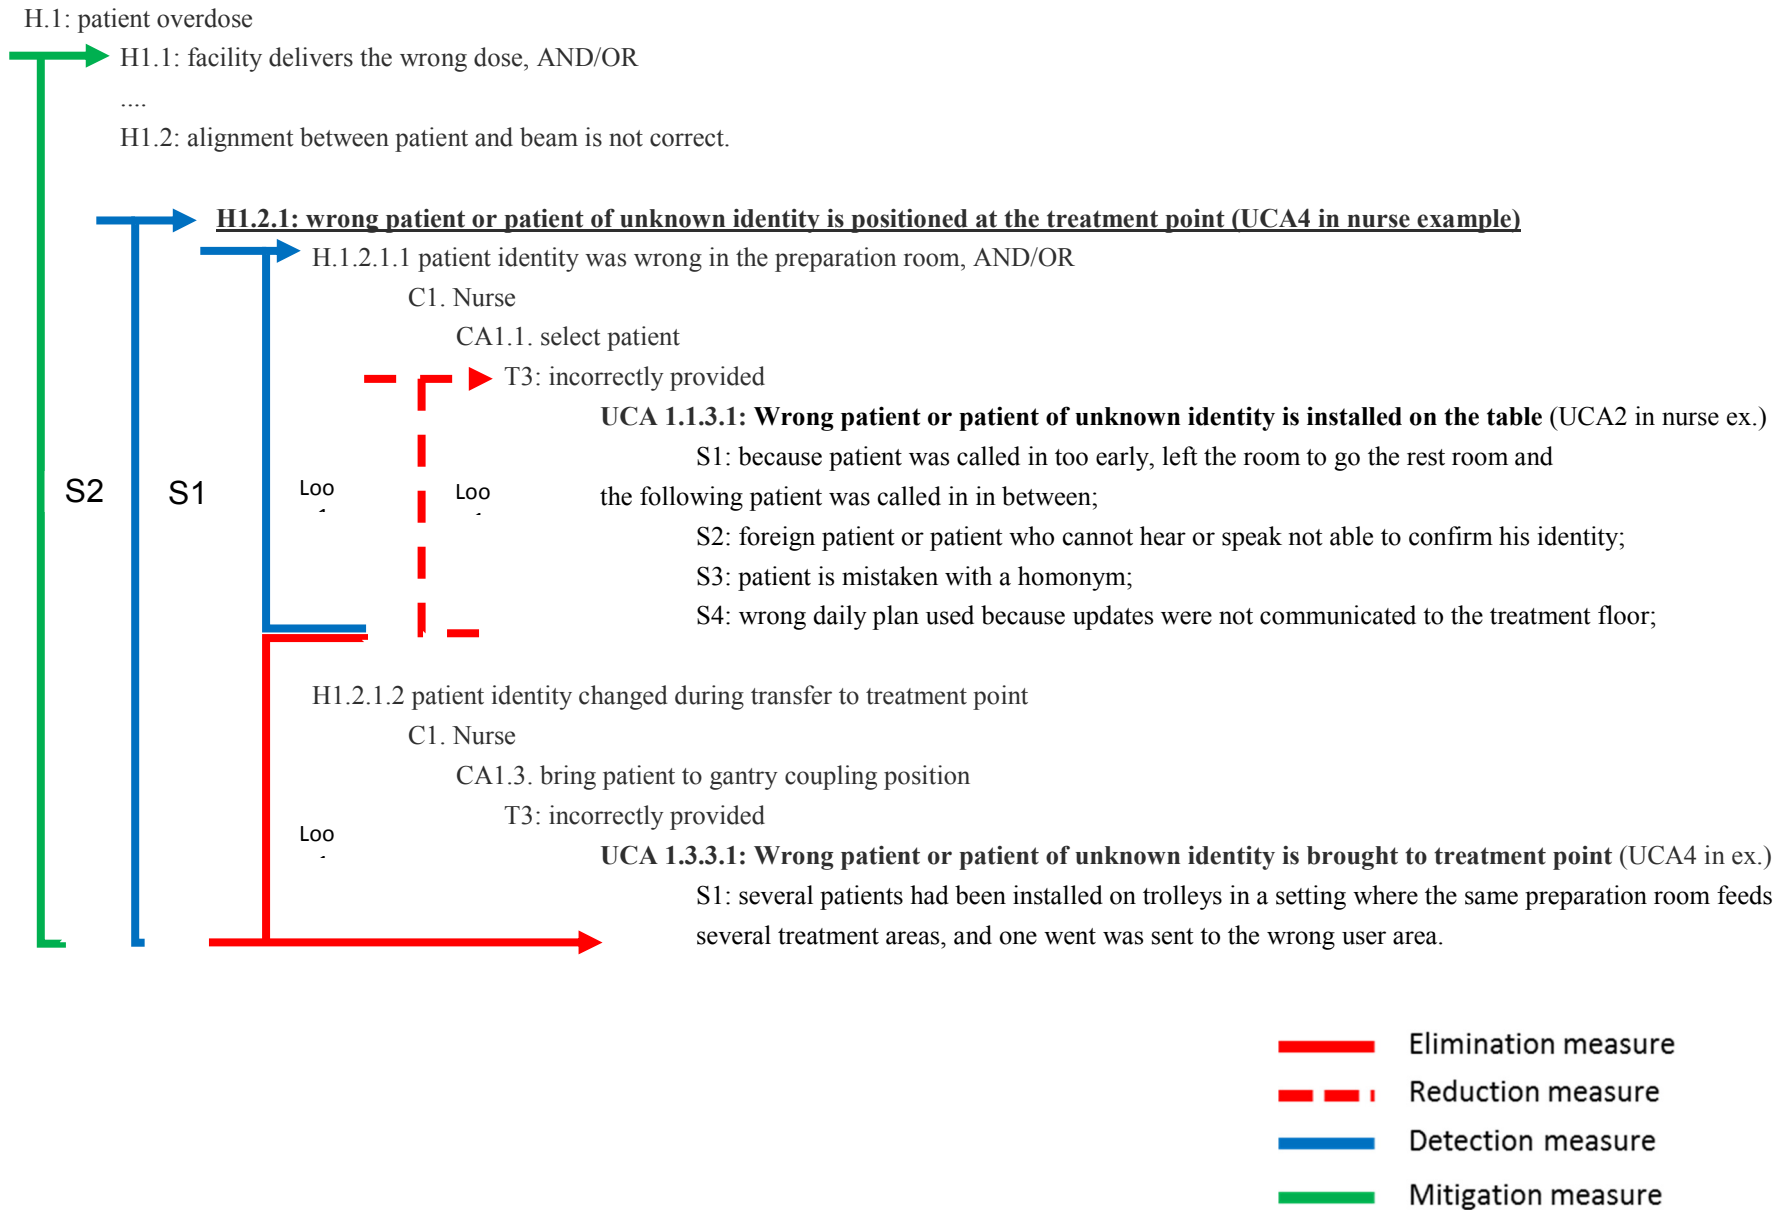 H.1: patient overdose
H1.1: facility delivers the wrong dose, AND/OR
....
H1.2: alignment between patient and beam is not correct.
H1.2.1: wrong patient or patient of unknown identity is positioned at the treatment point (UCA4 in nurse example)
H.1.2.1.1 patient identity was wrong in the preparation room, AND/OR
C1. Nurse
CA1.1. select patient
T3: incorrectly provided
UCA 1.1.3.1: Wrong patient or patient of unknown identity is installed on the table (UCA2 in nurse ex.)
S1: because patient was called in too early, left the room to go the rest room and
the following patient was called in in between;
S2: foreign patient or patient who cannot hear or speak not able to confirm his identity;
S3: patient is mistaken with a homonym;
S4: wrong daily plan used because updates were not communicated to the treatment floor;
S2
S1
Loo
Loo
H1.2.1.2 patient identity changed during transfer to treatment point
C1. Nurse
CA1.3. bring patient to gantry coupling position
T3: incorrectly provided
Loo
UCA 1.3.3.1: Wrong patient or patient of unknown identity is brought to treatment point (UCA4 in ex.)
S1: several patients had been installed on trolleys in a setting where the same preparation room feeds
several treatment areas, and one went was sent to the wrong user area.
Elimination measure
Reduction measure
Detection measure
Mitigation measure